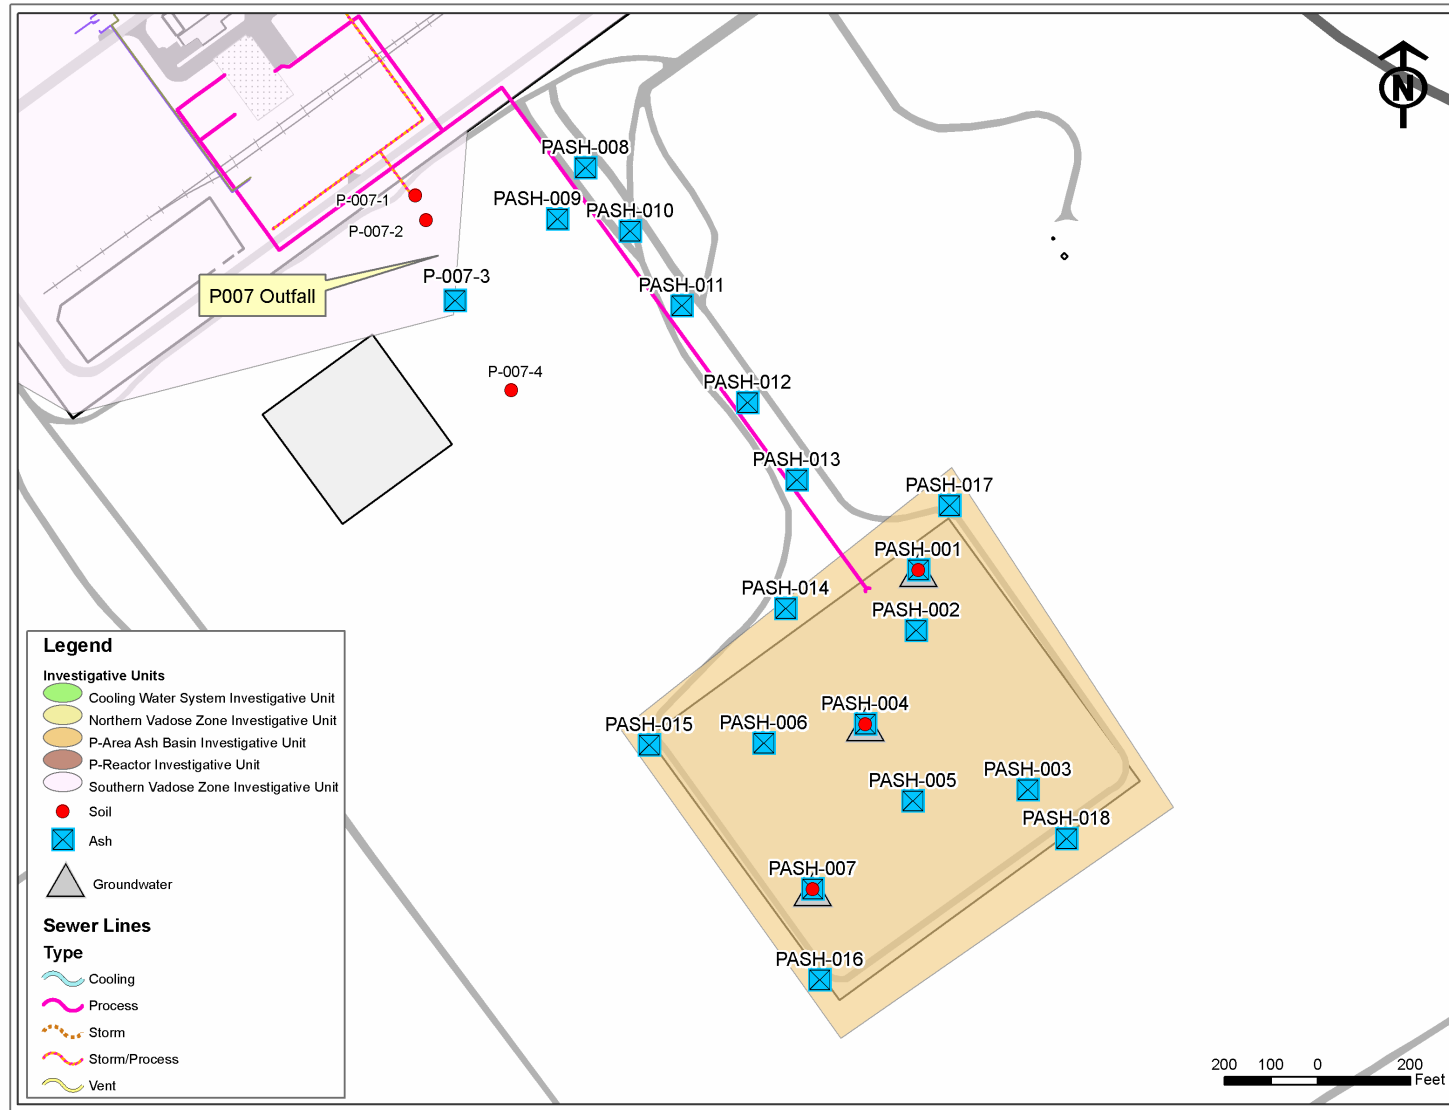 N
PASH-008
P-007-1
PASH-009
PASH-010
P-007-2
P-007-3
PASH-011
P007 Outfall
P-007-4
PASH-012
PASH-013
PASH-017
PASH-001
PASH-014
PASH-002
PASH-004
PASH-015
PASH-006
PASH-003
PASH-005
PASH-018
PASH-007
PASH-016
Legend
Investigative Units
Cooling Water System Investigative Unit
Northern Vadose Zone Investigative Unit
P-Area Ash Basin Investigative Unit
P-Reactor Investigative Unit
Southern Vadose Zone Investigative Unit
Soil
Ash
Groundwater
Sewer Lines
Type
Cooling
Process
Storm
Storm/Process
Vent
200 100 0 200
Feet